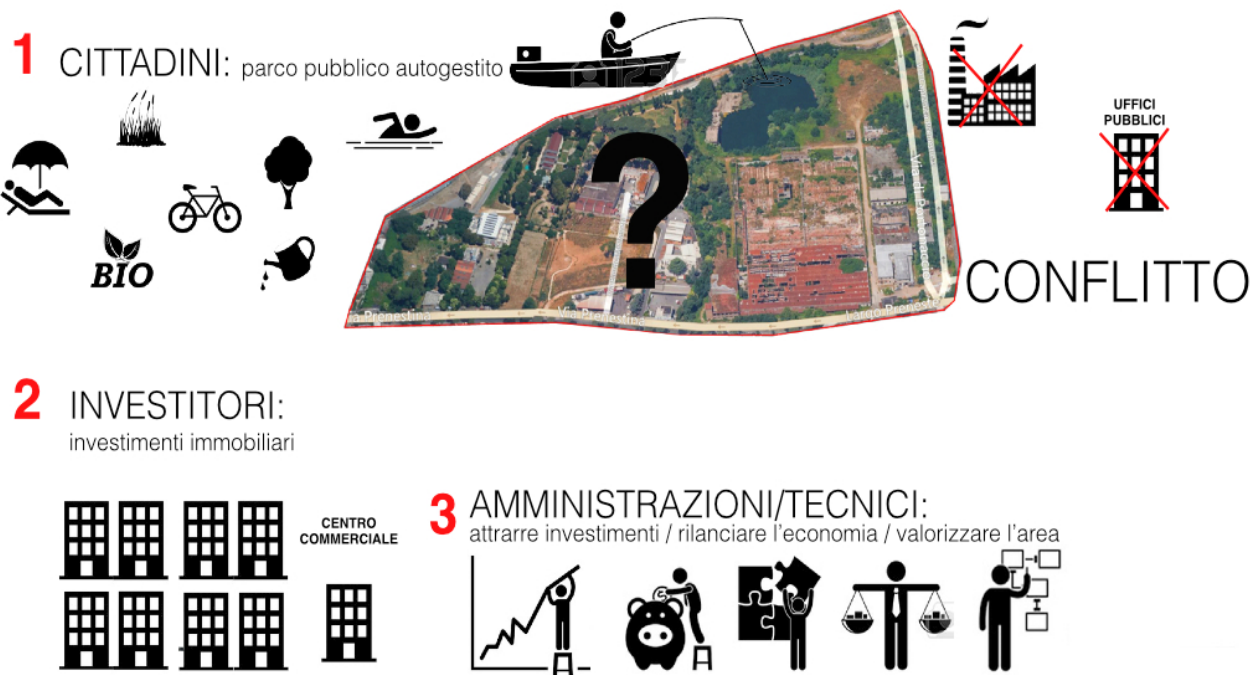 1 CITTADINI: parco pubblico autogestito
BIO
?
UFFICI
PUBBLICI
Via Prenestina
Largo Preneste
CONFLITTO
2 INVESTITORI:
investimenti immobiliari
CENTRO
COMMERCIALE
3 AMMINISTRAZIONI/TECNICI:
attrarre investimenti / rilanciare l'economia / valorizzare l'area